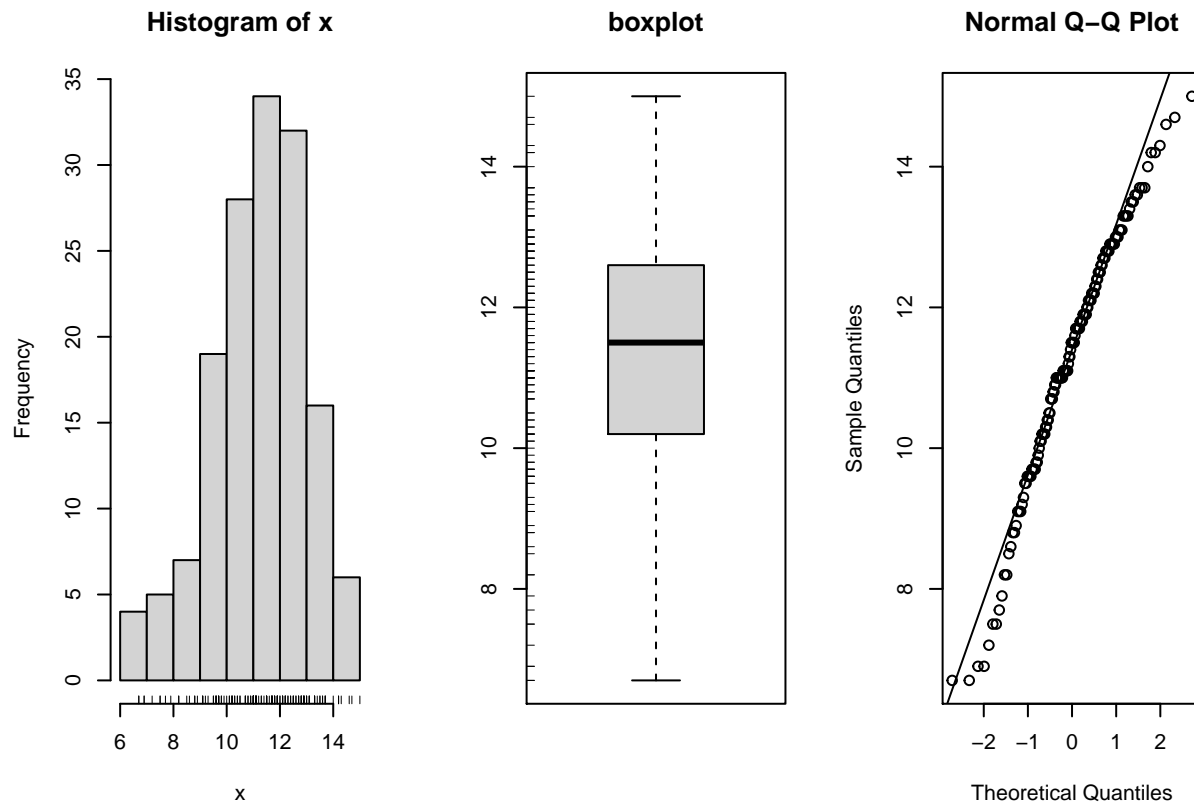 Histogram of x
Frequency
35
30
25
20
15
10
5
0
6 8 10 12 14
x
boxplot
14
12
10
8
Normal Q−Q Plot
Sample Quantiles
14
12
10
8
−2 −1 0 1 2
Theoretical Quantiles